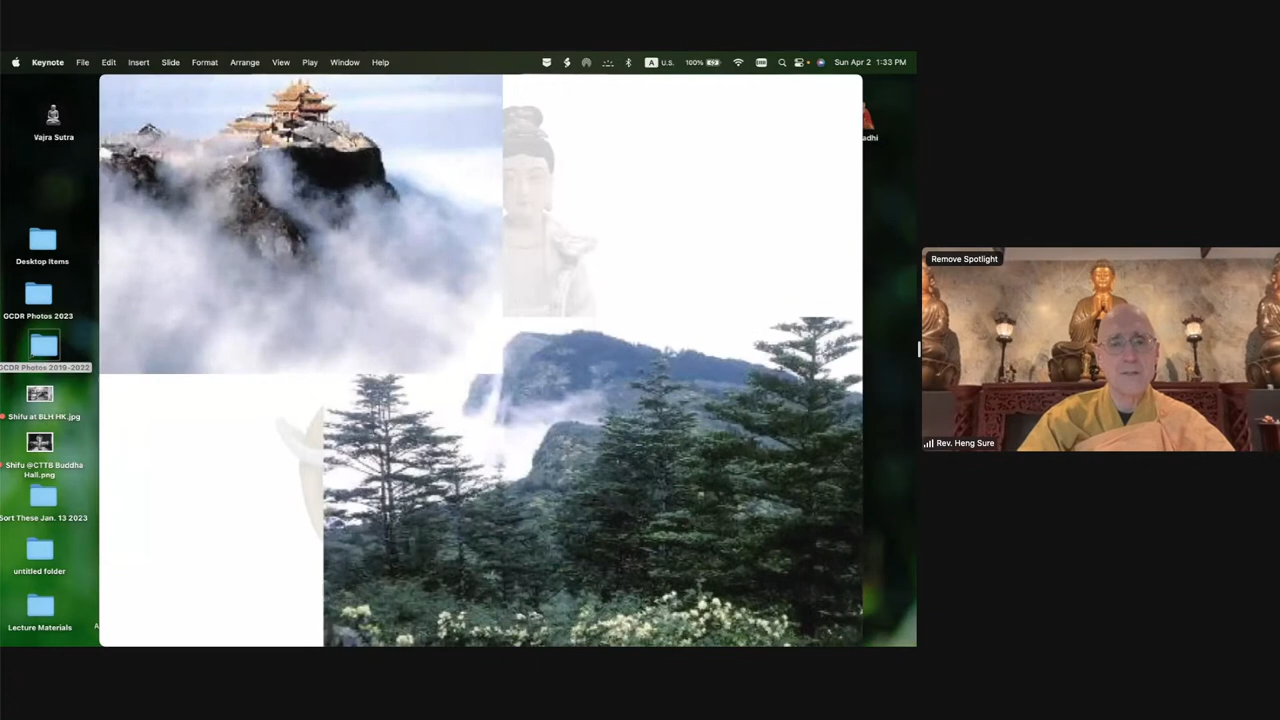 Keynote File Edit Insert Slide Format Arrange View Play Window Help A U.S. 100% Sun Apr 2 1:33 PM
Vajra Sutra
adhi
Desktop Items
GCDR Photos 2023
GCDR Photos 2019-2022
Shifu at BLH HK.jpg
Shifu @CTTB Buddha
Hall.png
Sort These Jan. 13 2023
untitled folder
Lecture Materials
A
Remove Spotlight
Rev. Heng Sure